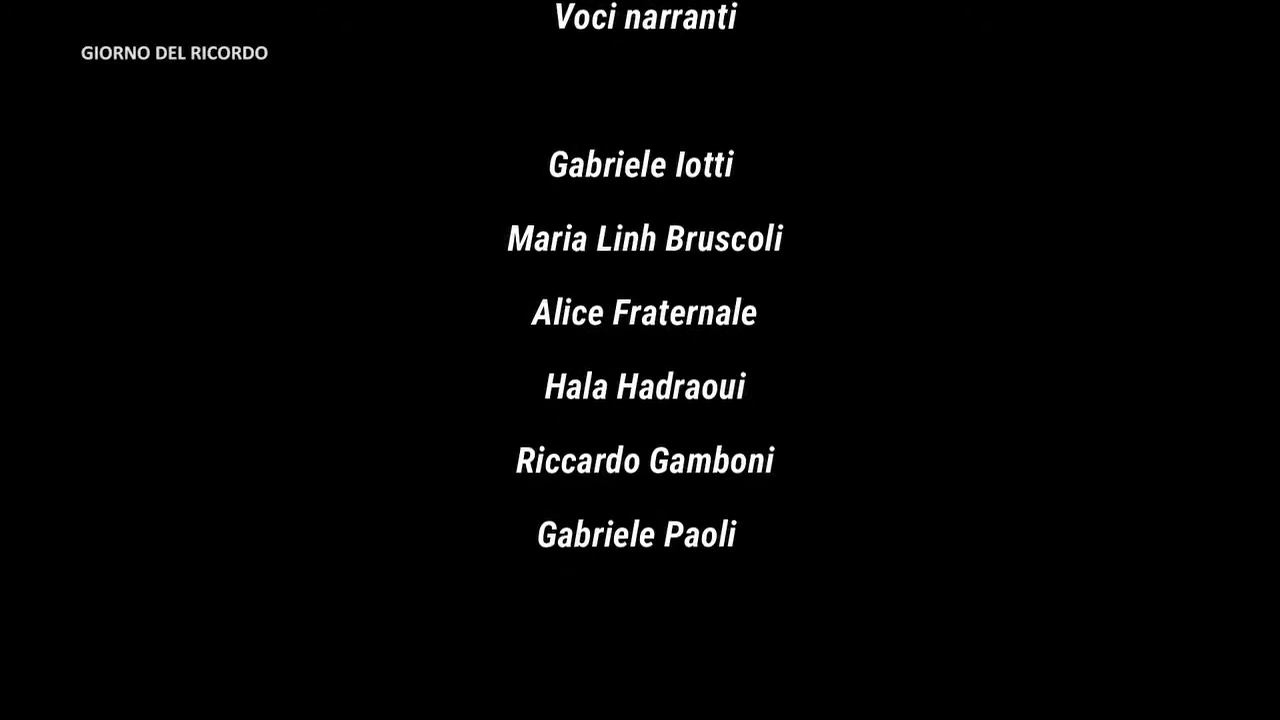 Voci narranti
GIORNO DEL RICORDO
Gabriele Iotti
Maria Linh Bruscoli
Alice Fraternale
Hala Hadraoui
Riccardo Gamboni
Gabriele Paoli